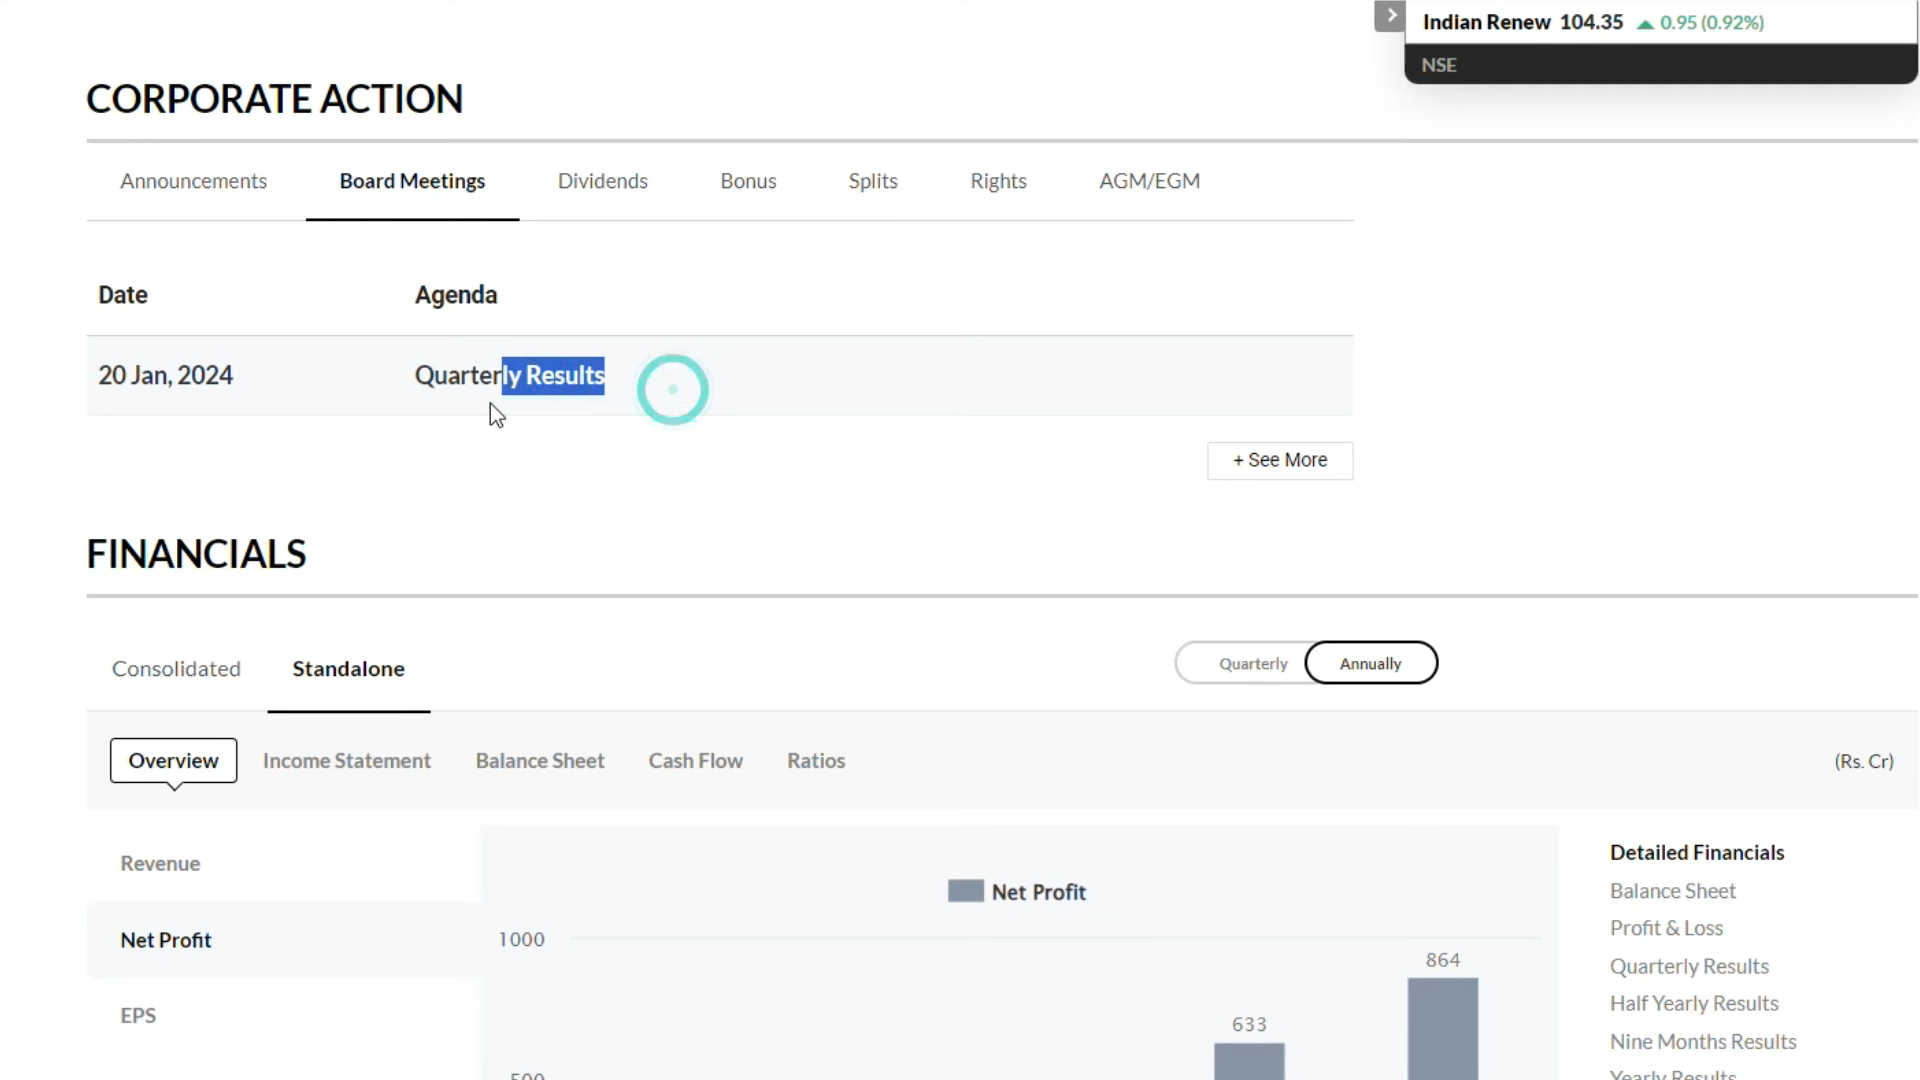 Indian Renew 104.35 0.95 (0.92%)
NSE
CORPORATE ACTION
Announcements Board Meetings Dividends Bonus Splits Rights AGM/EGM
Date Agenda
20 Jan, 2024 Quarterly Results
+ See More
FINANCIALS
Consolidated Standalone Quarterly Annually
Overview Income Statement Balance Sheet Cash Flow Ratios (Rs. Cr)
Revenue
Net Profit
EPS
Net Profit
1000
864
633
500
Detailed Financials
Balance Sheet
Profit & Loss
Quarterly Results
Half Yearly Results
Nine Months Results
Yearly Results